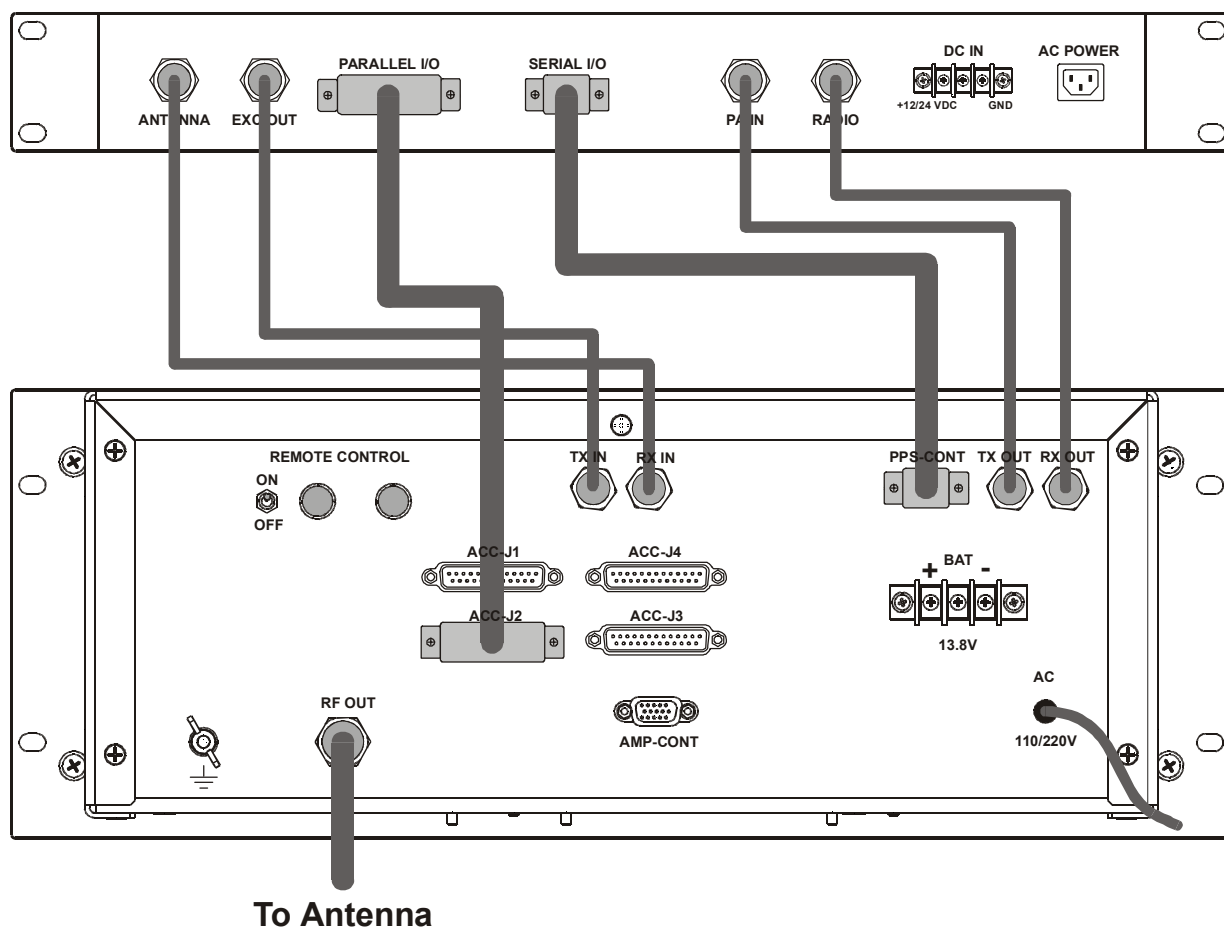 PARALLEL I/O
SERIAL I/O
DC IN
AC POWER
+12/24 VDC
GND
ANTENNA
EXC OUT
PA IN
RADIO
REMOTE CONTROL
ON
OFF
TX IN
RX IN
PPS-CONT
TX OUT
RX OUT
ACC-J1
ACC-J4
+ BAT -
ACC-J2
ACC-J3
13.8V
AC
RF OUT
110/220V
AMP-CONT
To Antenna